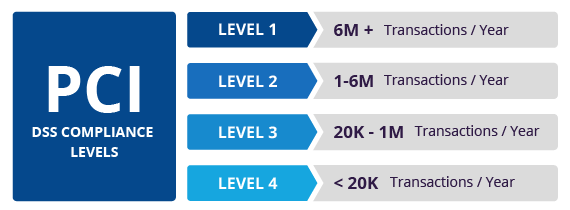 PCI
DSS COMPLIANCE
LEVELS
LEVEL 1 6M + Transactions / Year
LEVEL 2 1-6M Transactions / Year
LEVEL 3 20K - 1M Transactions / Year
LEVEL 4 < 20K Transactions / Year